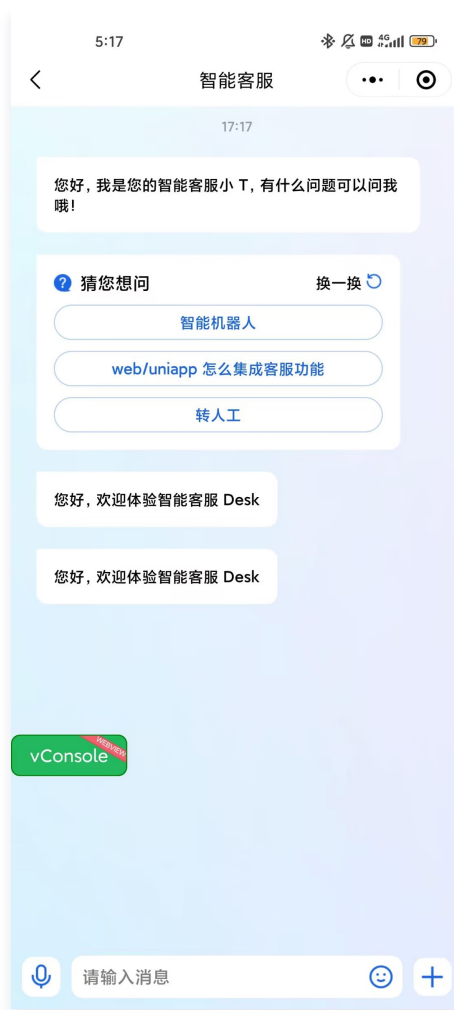 5:17
HD 4G 79
智能客服
17:17
您好，我是您的智能客服小 T，有什么问题可以问我
哦！
猜您想问
换一换
智能机器人
web/uniapp 怎么集成客服功能
转人工
您好，欢迎体验智能客服 Desk
您好，欢迎体验智能客服 Desk
WEBVIEW
vConsole
请输入消息